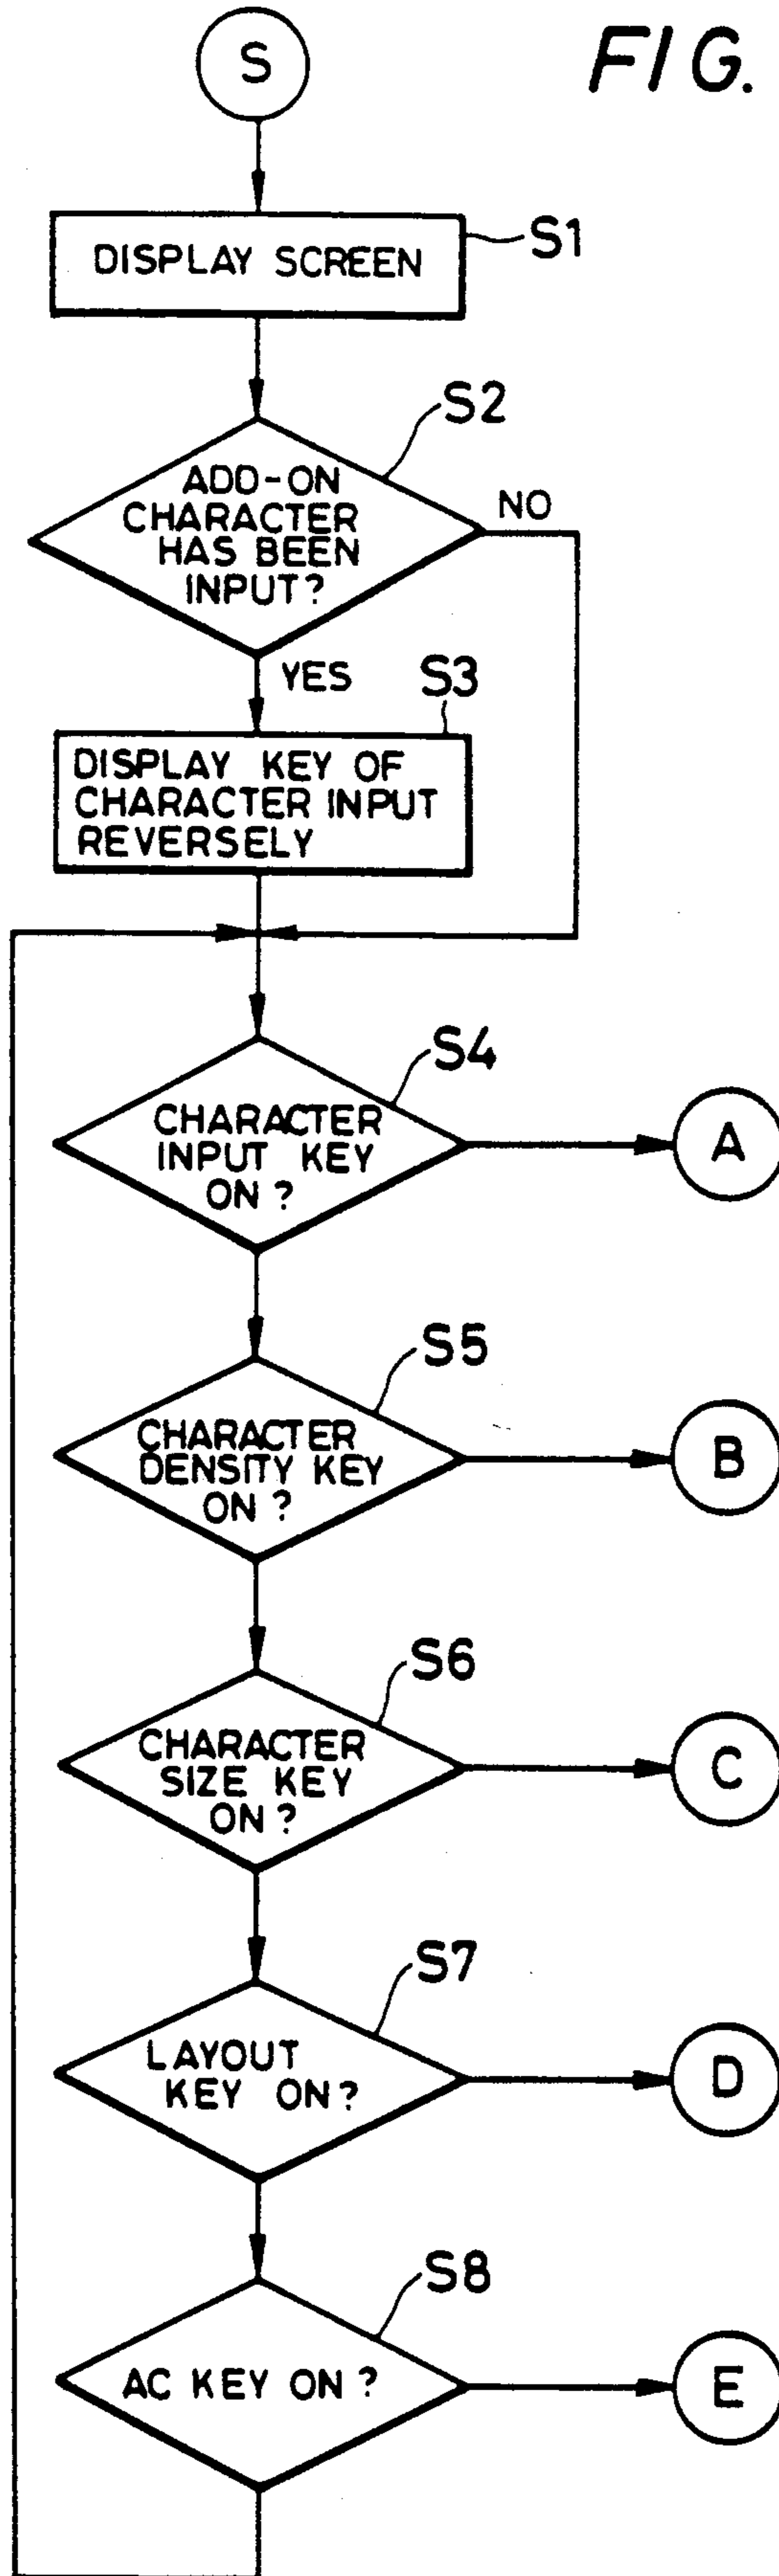 S
FIG.
DISPLAY SCREEN
S1
S2
ADD-ON
CHARACTER
HAS BEEN
INPUT?
NO
YES
S3
DISPLAY KEY OF
CHARACTER INPUT
REVERSELY
S4
CHARACTER
INPUT KEY
ON?
A
S5
CHARACTER
DENSITY KEY
ON?
B
S6
CHARACTER
SIZE KEY
ON?
C
S7
LAYOUT
KEY ON?
D
S8
AC KEY ON?
E